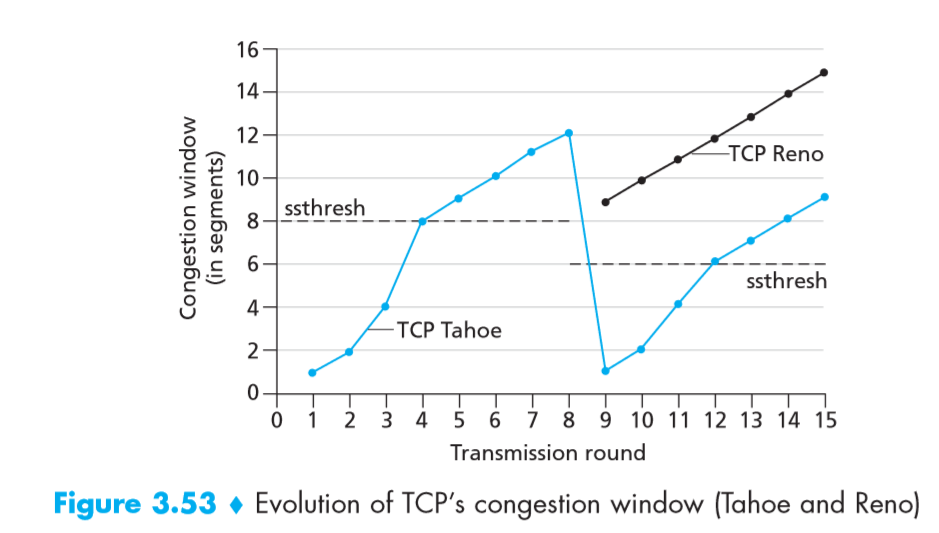 16
14
12
10
8
6
4
2
0
Congestion window
(in segments)
ssthresh
TCP Reno
ssthresh
TCP Tahoe
0 1 2 3 4 5 6 7 8 9 10 11 12 13 14 15
Transmission round
Figure 3.53 ♦ Evolution of TCP’s congestion window (Tahoe and Reno)